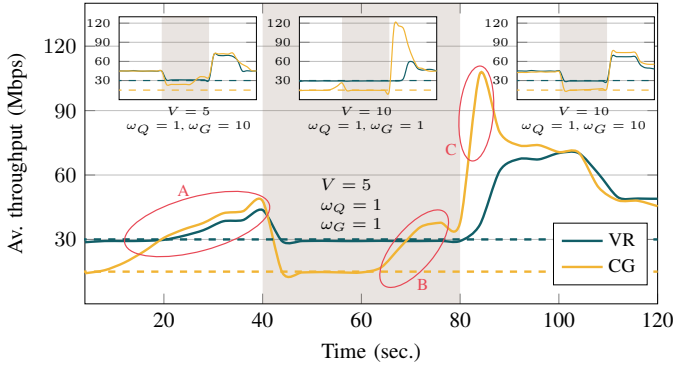 120
90
60
30
120
90
60
30
V = 5
ω_Q = 1, ω_G = 10
120
90
60
30
V = 10
ω_Q = 1, ω_G = 1
120
90
60
30
V = 10
ω_Q = 1, ω_G = 10
A
B
C
V = 5
ω_Q = 1
ω_G = 1
VR
CG
20
40
60
80
100
120
Time (sec.)
Av. throughput (Mbps)